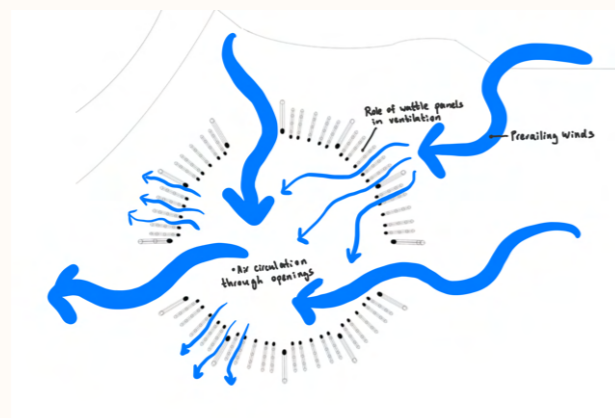 Role of wattle panels
in ventilation
Prevailing winds
•Air circulation
through openings